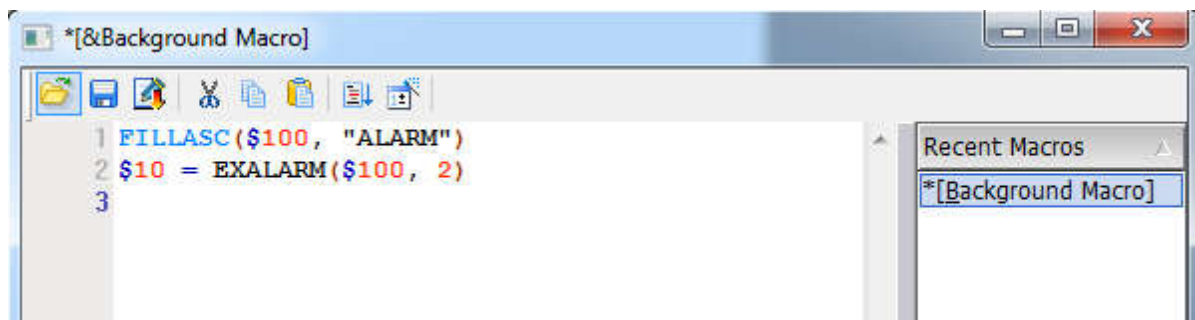 *[&Background Macro]
1 FILLASC($100, "ALARM")
2 $10 = EXALARM($100, 2)
3
Recent Macros
*[Background Macro]